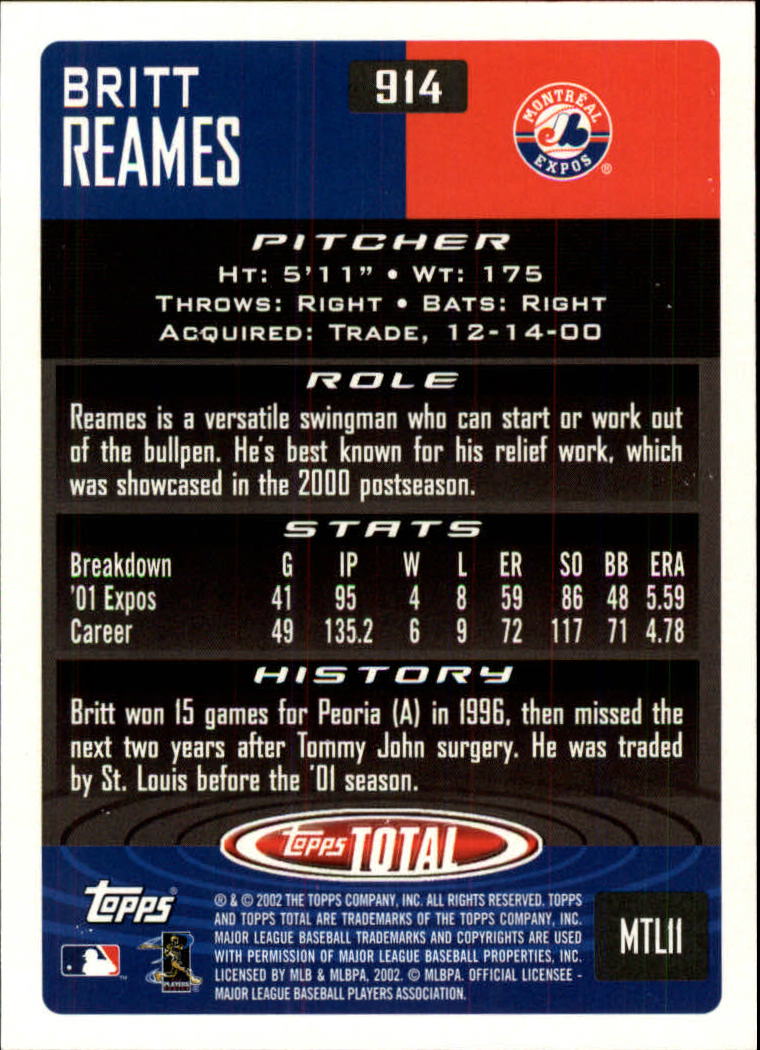 BRITT
REAMES
914
MONTRÉAL
EXPOS ®
PITCHER
HT: 5'11" • WT: 175
THROWS: RIGHT • BATS: RIGHT
ACQUIRED: TRADE, 12-14-00
ROLE
Reames is a versatile swingman who can start or work out
of the bullpen. He's best known for his relief work, which
was showcased in the 2000 postseason.
STATS
Breakdown G IP W L ER SO BB ERA
'01 Expos 41 95 4 8 59 86 48 5.59
Career 49 135.2 6 9 72 117 71 4.78
HISTORY
Britt won 15 games for Peoria (A) in 1996, then missed the
next two years after Tommy John surgery. He was traded
by St. Louis before the '01 season.
Topps TOTAL
Topps®
® & © 2002 THE TOPPS COMPANY, INC. ALL RIGHTS RESERVED. TOPPS
AND TOPPS TOTAL ARE TRADEMARKS OF THE TOPPS COMPANY, INC.
MAJOR LEAGUE BASEBALL TRADEMARKS AND COPYRIGHTS ARE USED
WITH PERMISSION OF MAJOR LEAGUE BASEBALL PROPERTIES, INC.
LICENSED BY MLB & MLBPA, 2002. © MLBPA. OFFICIAL LICENSEE -
MAJOR LEAGUE BASEBALL PLAYERS ASSOCIATION.
PLAYERS
MTL11